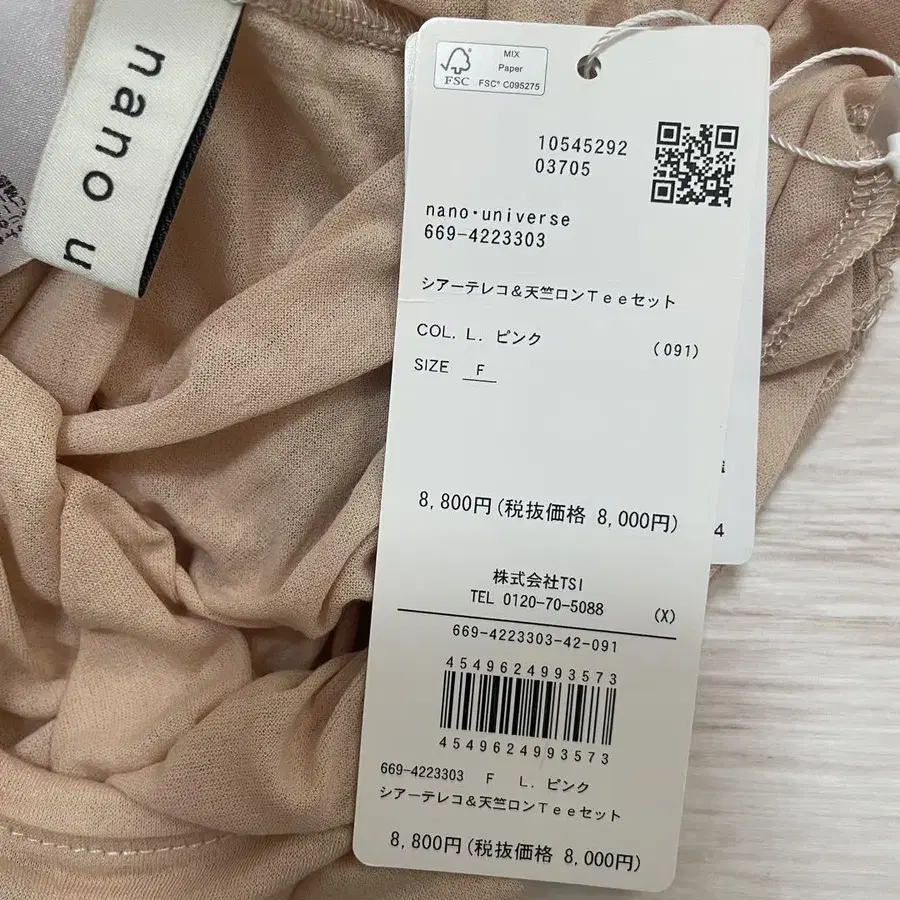 nano u
MIX
Paper
FSC
FSC® C095275
10545292
03705
nano・universe
669-4223303
シアーテレコ&天竺ロンTeeセット
COL. L. ピンク (091)
SIZE F
8,800円(税抜価格 8,000円)
4
株式会社TSI
TEL 0120-70-5088 (X)
669-4223303-42-091
4549624993573
4549624993573
669-4223303 F L. ピンク
シアーテレコ&天竺ロンTeeセット
8,800円(税抜価格 8,000円)